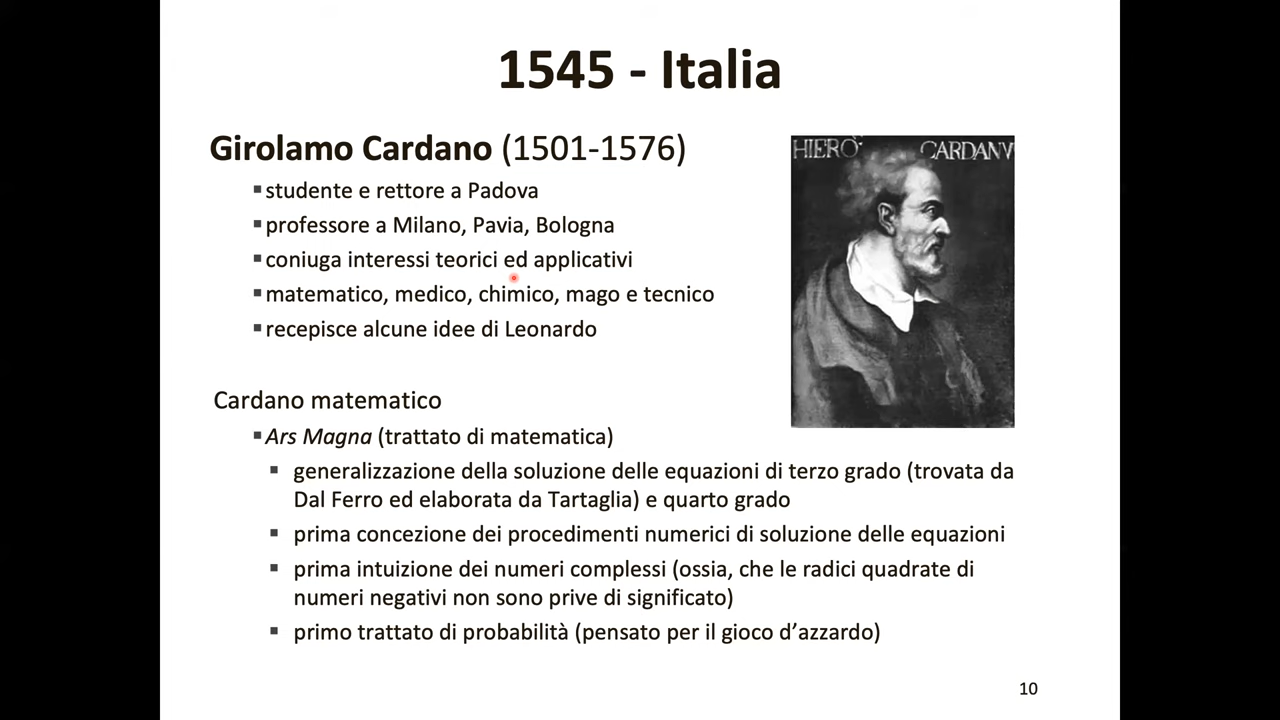 1545 - Italia
Girolamo Cardano (1501-1576)
▪ studente e rettore a Padova
▪ professore a Milano, Pavia, Bologna
▪ coniuga interessi teorici ed applicativi
▪ matematico, medico, chimico, mago e tecnico
▪ recepisce alcune idee di Leonardo
HIERO CARDANV
Cardano matematico
▪ Ars Magna (trattato di matematica)
▪ generalizzazione della soluzione delle equazioni di terzo grado (trovata da
Dal Ferro ed elaborata da Tartaglia) e quarto grado
▪ prima concezione dei procedimenti numerici di soluzione delle equazioni
▪ prima intuizione dei numeri complessi (ossia, che le radici quadrate di
numeri negativi non sono prive di significato)
▪ primo trattato di probabilità (pensato per il gioco d’azzardo)
10